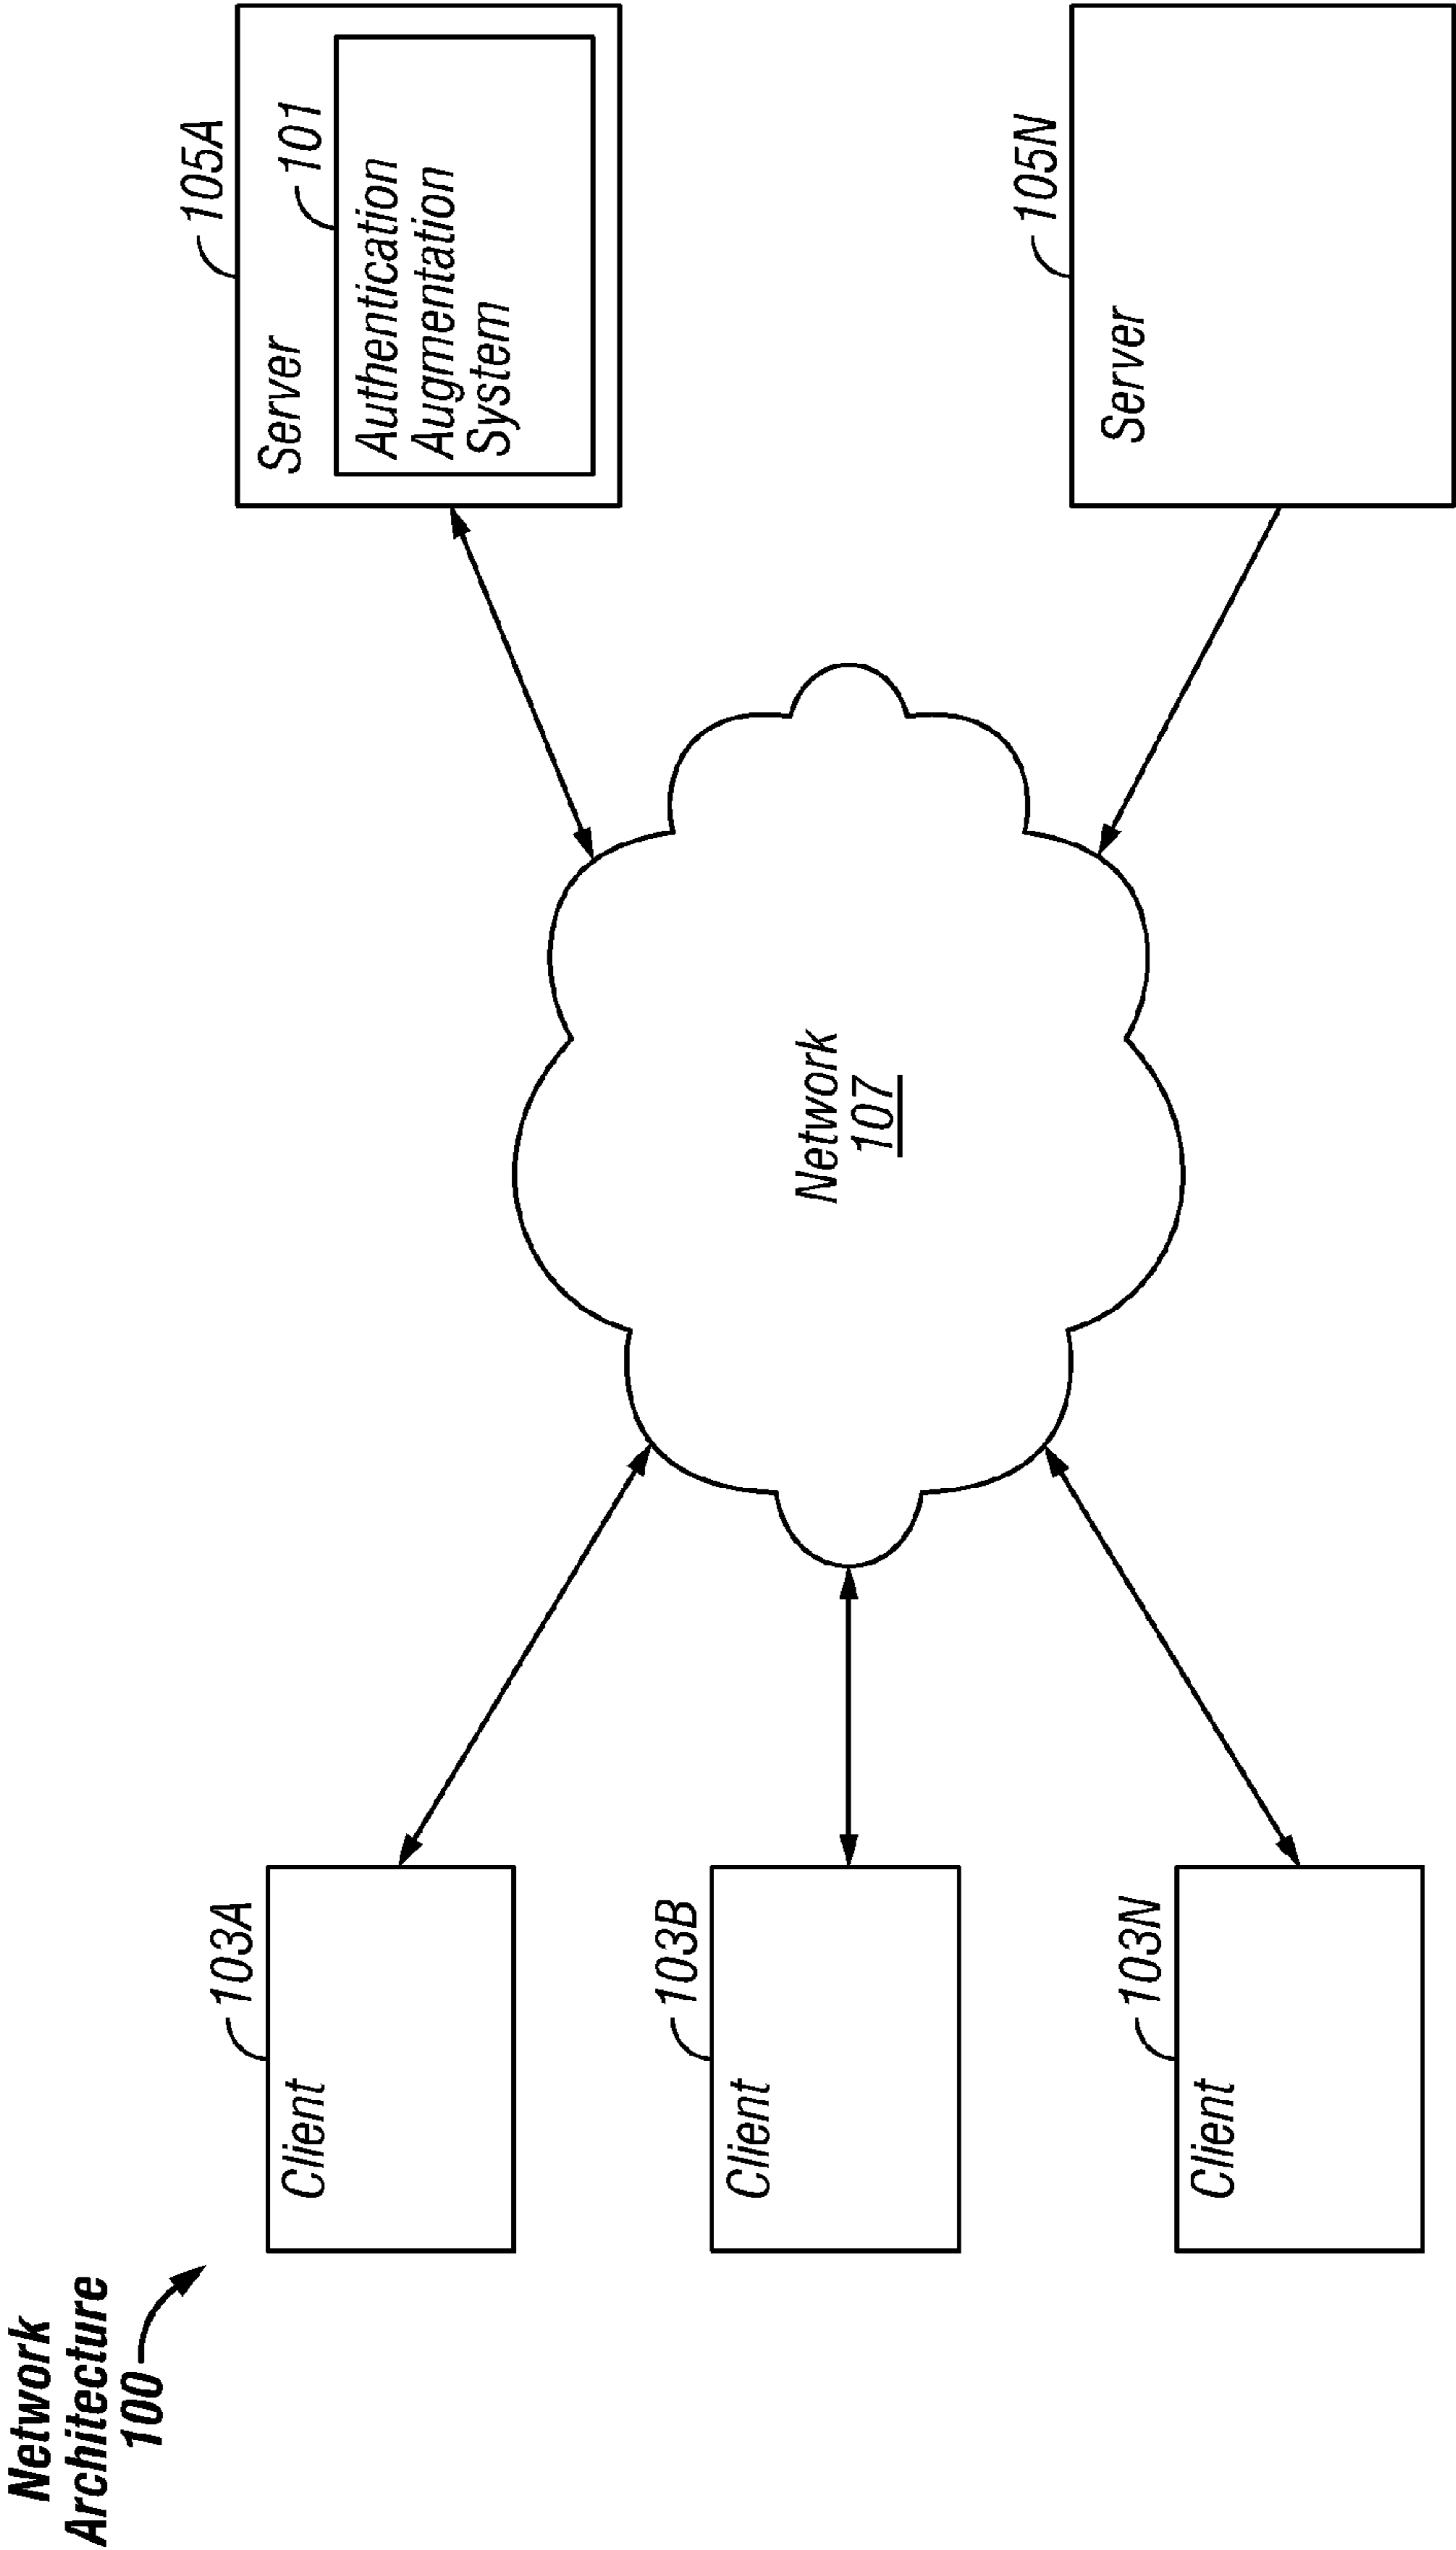 Network
Architecture
100
103A
Client
103B
Client
103N
Client
Network
107
105A
Server
101
Authentication
Augmentation
System
105N
Server